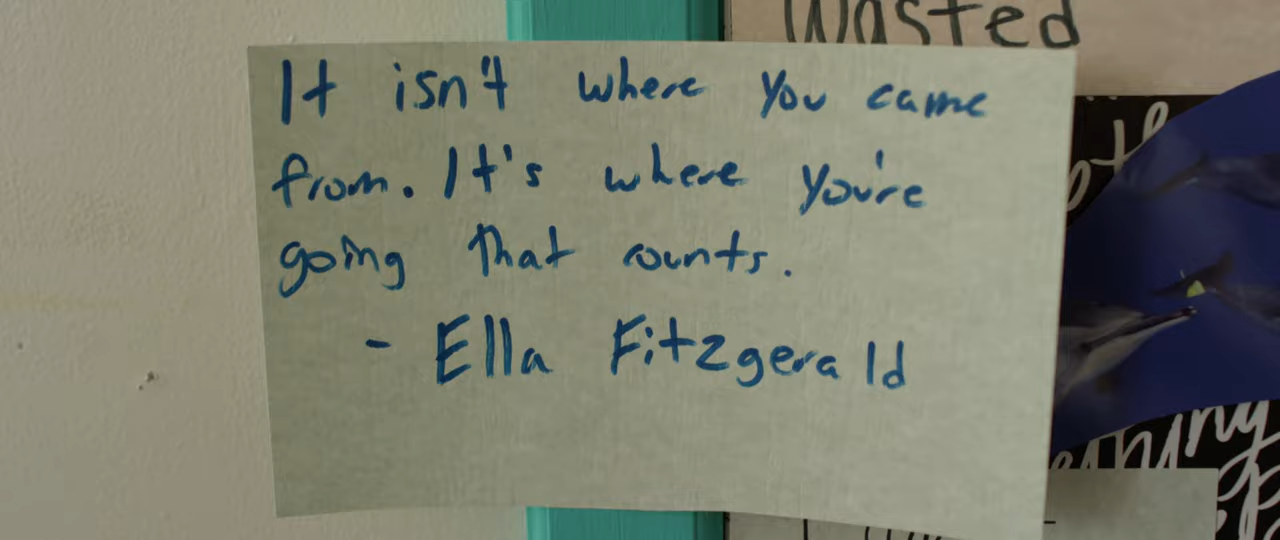 Wasted
It isn't where you came
from. It's where you're
going that counts.
- Ella Fitzgerald